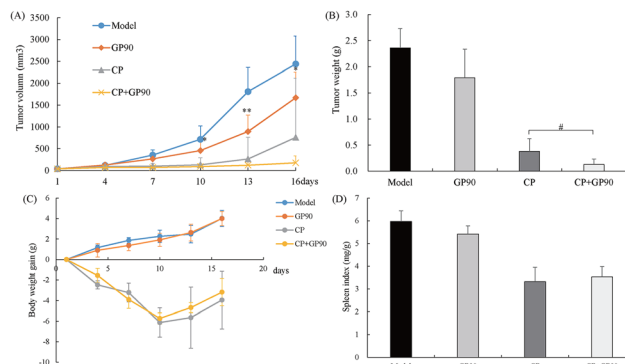 (A)
Tumor volumn (mm3)
3500
3000
2500
2000
1500
1000
500
0
1
4
7
10
13
16days
Model
GP90
CP
CP+GP90
*
**
*
(B)
Tumor weight (g)
3.0
2.5
2.0
1.5
1.0
0.5
0.0
#
Model
GP90
CP
CP+GP90
(C)
Body weight gain (g)
6
4
2
0
-2
-4
-6
-8
-10
0
5
10
15
20
days
Model
GP90
CP
CP+GP90
(D)
Spleen index (mg/g)
7
6
5
4
3
2
1
0